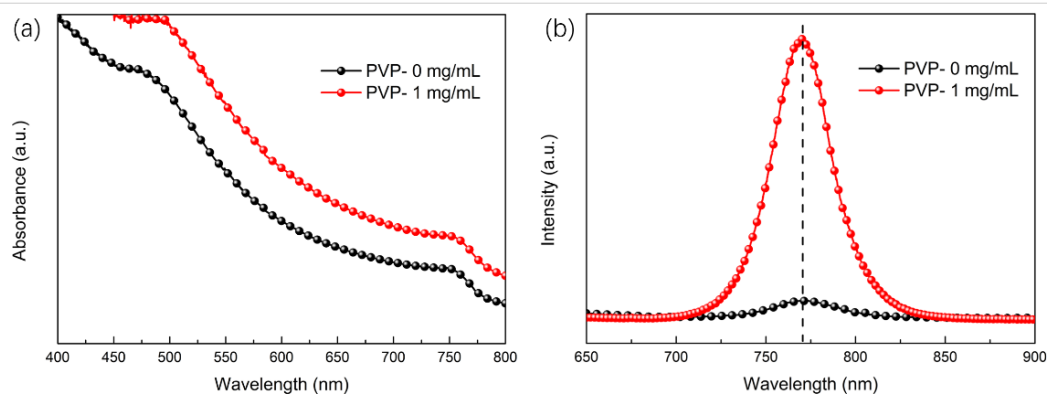 (a)
PVP- 0 mg/mL
PVP- 1 mg/mL
Absorbance (a.u.)
400 450 500 550 600 650 700 750 800
Wavelength (nm)
(b)
PVP- 0 mg/mL
PVP- 1 mg/mL
Intensity (a.u.)
650 700 750 800 850 900
Wavelength (nm)